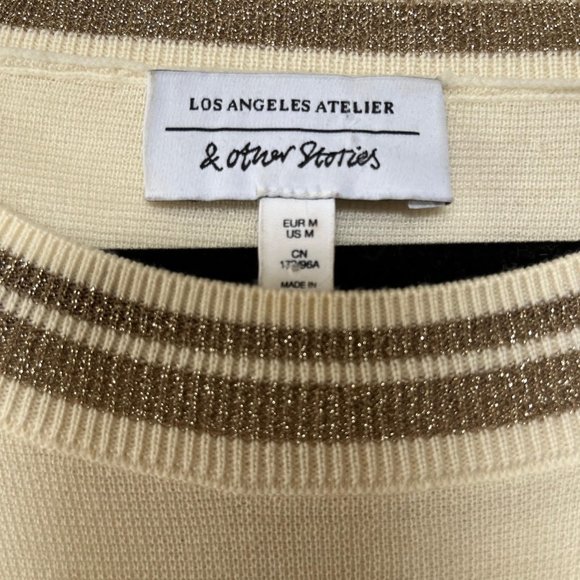 LOS ANGELES ATELIER
& other Stories
EUR M
US M
CN
MADE IN